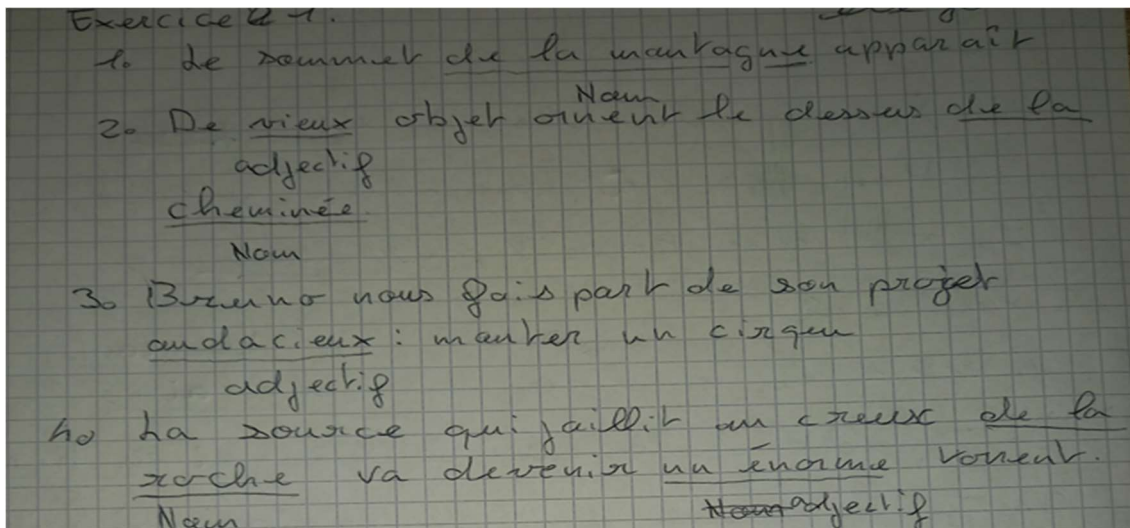 Exercice 1.
1. Le sommet de la montagne apparaît
Nom
2. De vieux objet ornent le dessus de la
adjectif
cheminée
Nom
3. Bruno nous fais part de son projet
audacieux : monter un cirque
adjectif
4. La source qui jaillit au creux de la
roche va devenir un énorme torrent.
Nom adjectif